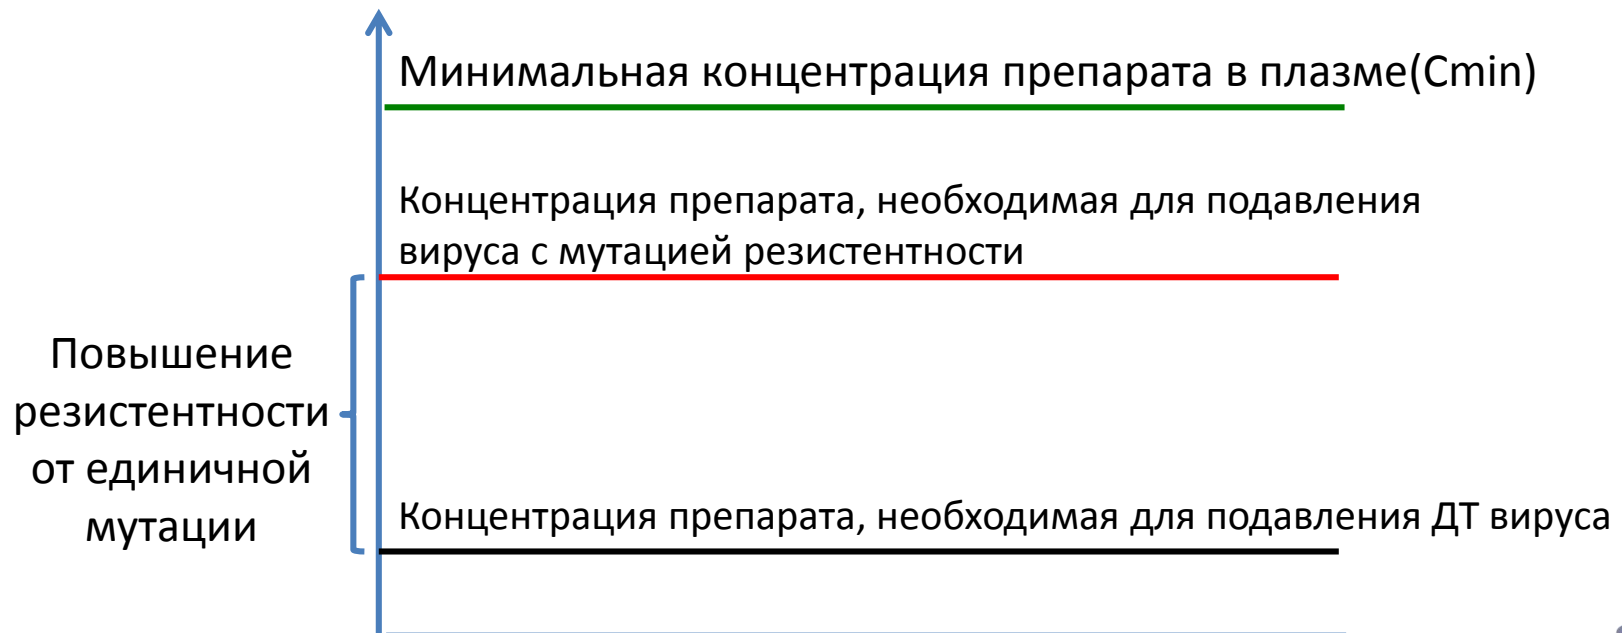 Минимальная концентрация препарата в плазме(Cmin)
Концентрация препарата, необходимая для подавления
вируса с мутацией резистентности
Повышение
резистентности
от единичной
мутации
Концентрация препарата, необходимая для подавления ДТ вируса